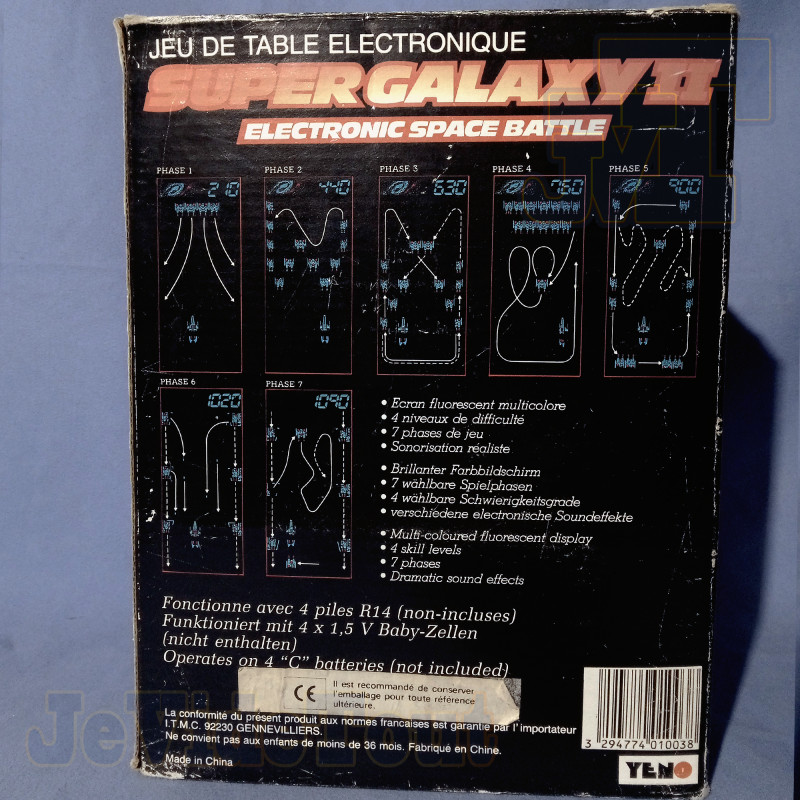 JEU DE TABLE ELECTRONIQUE
SUPER GALAXY II
ELECTRONIC SPACE BATTLE
PHASE 1 PHASE 2 PHASE 3 PHASE 4 PHASE 5
210 440 630 760 900
PHASE 6 PHASE 7
1020 1090
• Ecran fluorescent multicolore
• 4 niveaux de difficulté
• 7 phases de jeu
• Sonorisation réaliste
• Brillanter Farbbildschirm
• 7 wählbare Spielphasen
• 4 wählbare Schwierigkeitsgrade
• verschiedene electronische Soundeffekte
• Multi-coloured fluorescent display
• 4 skill levels
• 7 phases
• Dramatic sound effects
Fonctionne avec 4 piles R14 (non-incluses)
Funktioniert mit 4 x 1,5 V Baby-Zellen
(nicht enthalten)
Operates on 4 "C" batteries (not included)
CE
Il est recommandé de conserver
l'emballage pour toute référence
ultérieure.
La conformité du présent produit aux normes francaises est garantie par l'importateur
I.T.M.C. 92230 GENNEVILLIERS.
Ne convient pas aux enfants de moins de 36 mois. Fabriqué en Chine.
Made in China
3 294774 010038
YENO